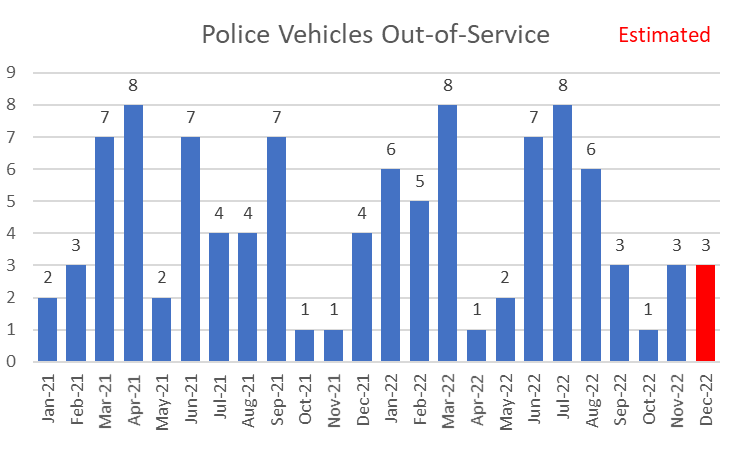 Police Vehicles Out-of-Service
Estimated
9
8
7
6
5
4
3
2
1
0
2
3
7
8
2
7
4
4
7
1
1
4
6
5
8
1
2
7
8
6
3
1
3
3
Jan-21
Feb-21
Mar-21
Apr-21
May-21
Jun-21
Jul-21
Aug-21
Sep-21
Oct-21
Nov-21
Dec-21
Jan-22
Feb-22
Mar-22
Apr-22
May-22
Jun-22
Jul-22
Aug-22
Sep-22
Oct-22
Nov-22
Dec-22